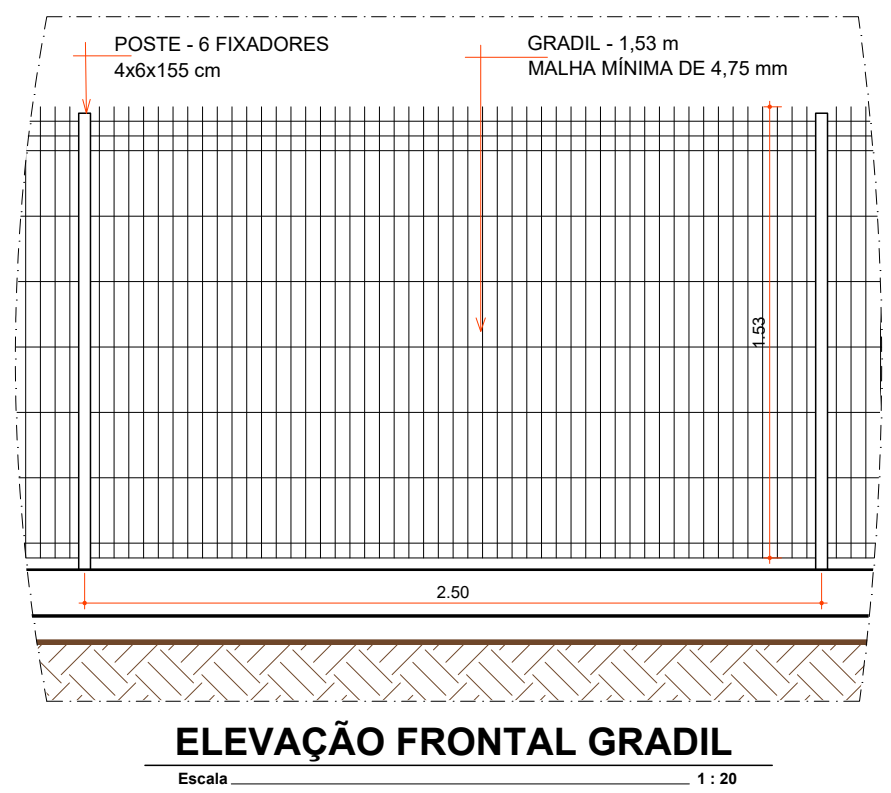 POSTE - 6 FIXADORES
4x6x155 cm
GRADIL - 1,53 m
MALHA MÍNIMA DE 4,75 mm
1.53
2.50
ELEVAÇÃO FRONTAL GRADIL
Escala 1 : 20